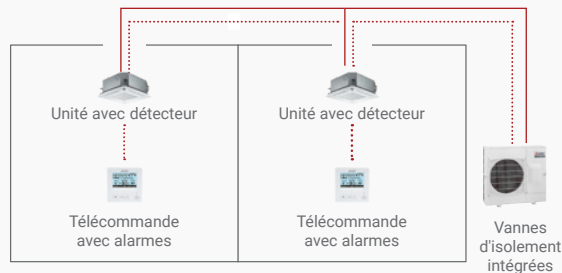 Unité avec détecteur
Unité avec détecteur
Télécommande
avec alarmes
Télécommande
avec alarmes
Vannes
d'isolement
intégrées